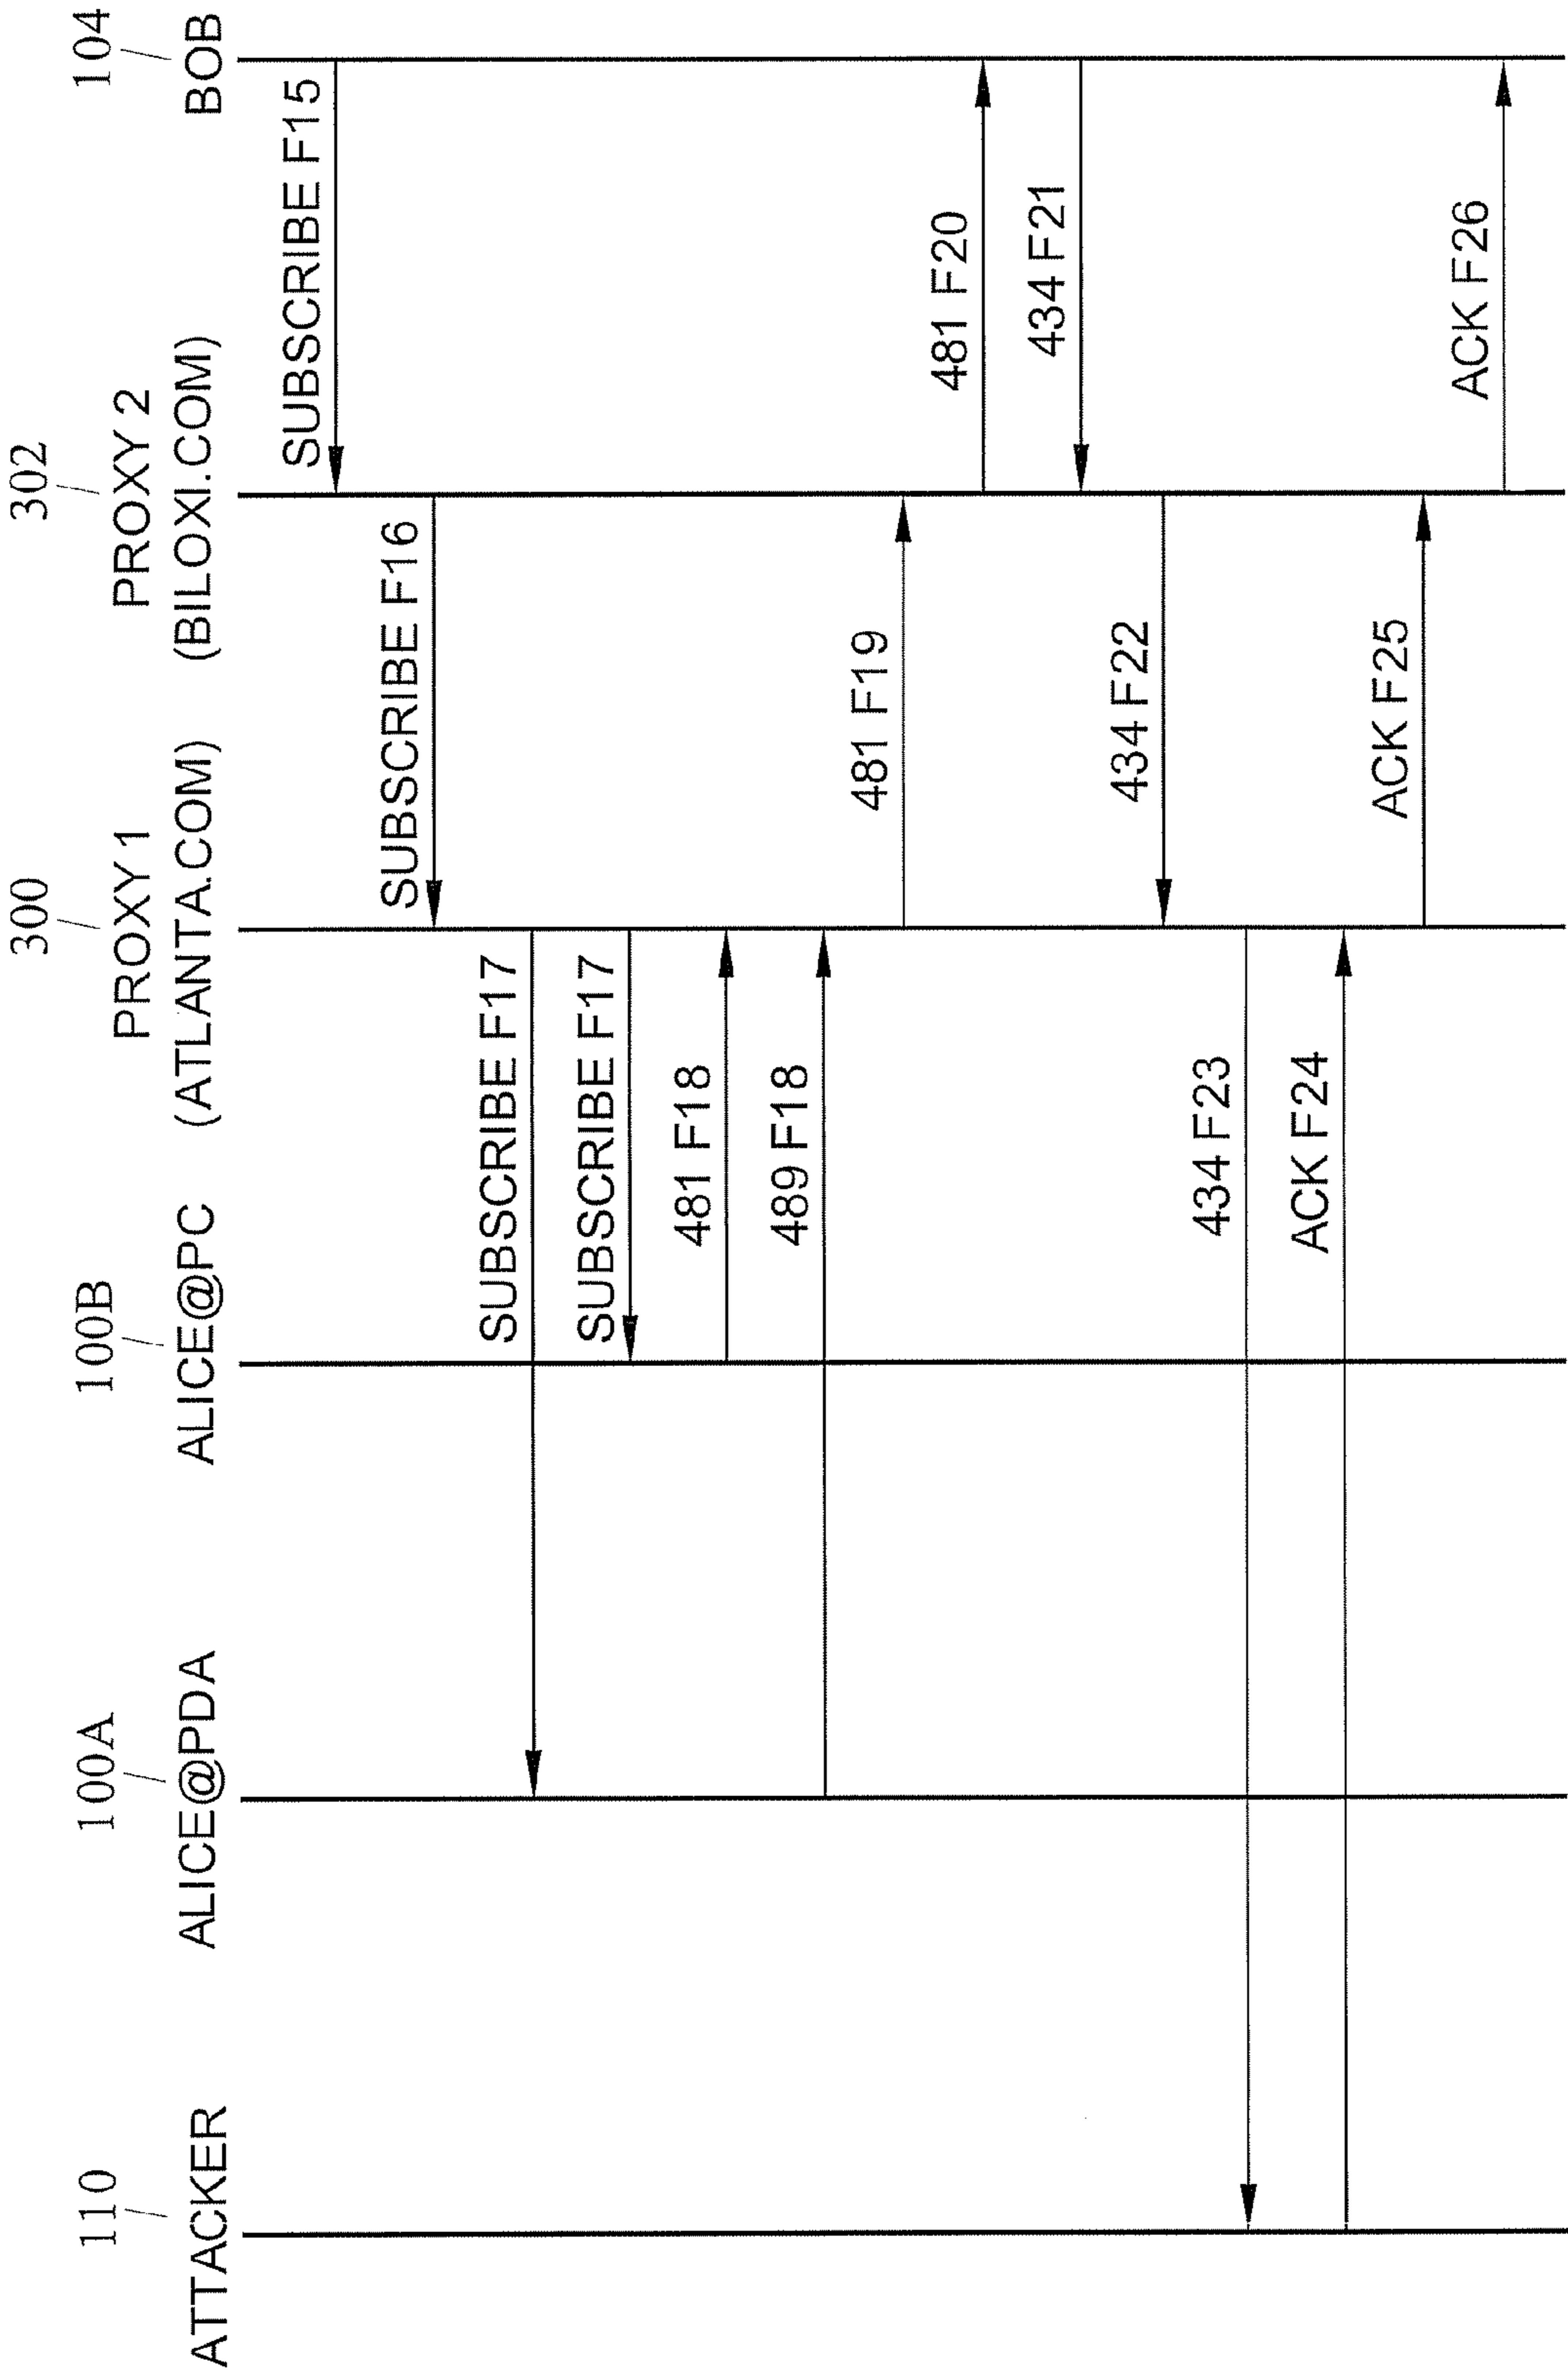 110
ATTACKER
100A
ALICE@PDA
100B
ALICE@PC
300
PROXY 1
(ATLANTA.COM)
302
PROXY 2
(BILOXI.COM)
104
BOB
SUBSCRIBE F15
SUBSCRIBE F16
SUBSCRIBE F17
SUBSCRIBE F17
481 F18
489 F18
481 F19
481 F20
434 F21
434 F22
434 F23
ACK F24
ACK F25
ACK F26